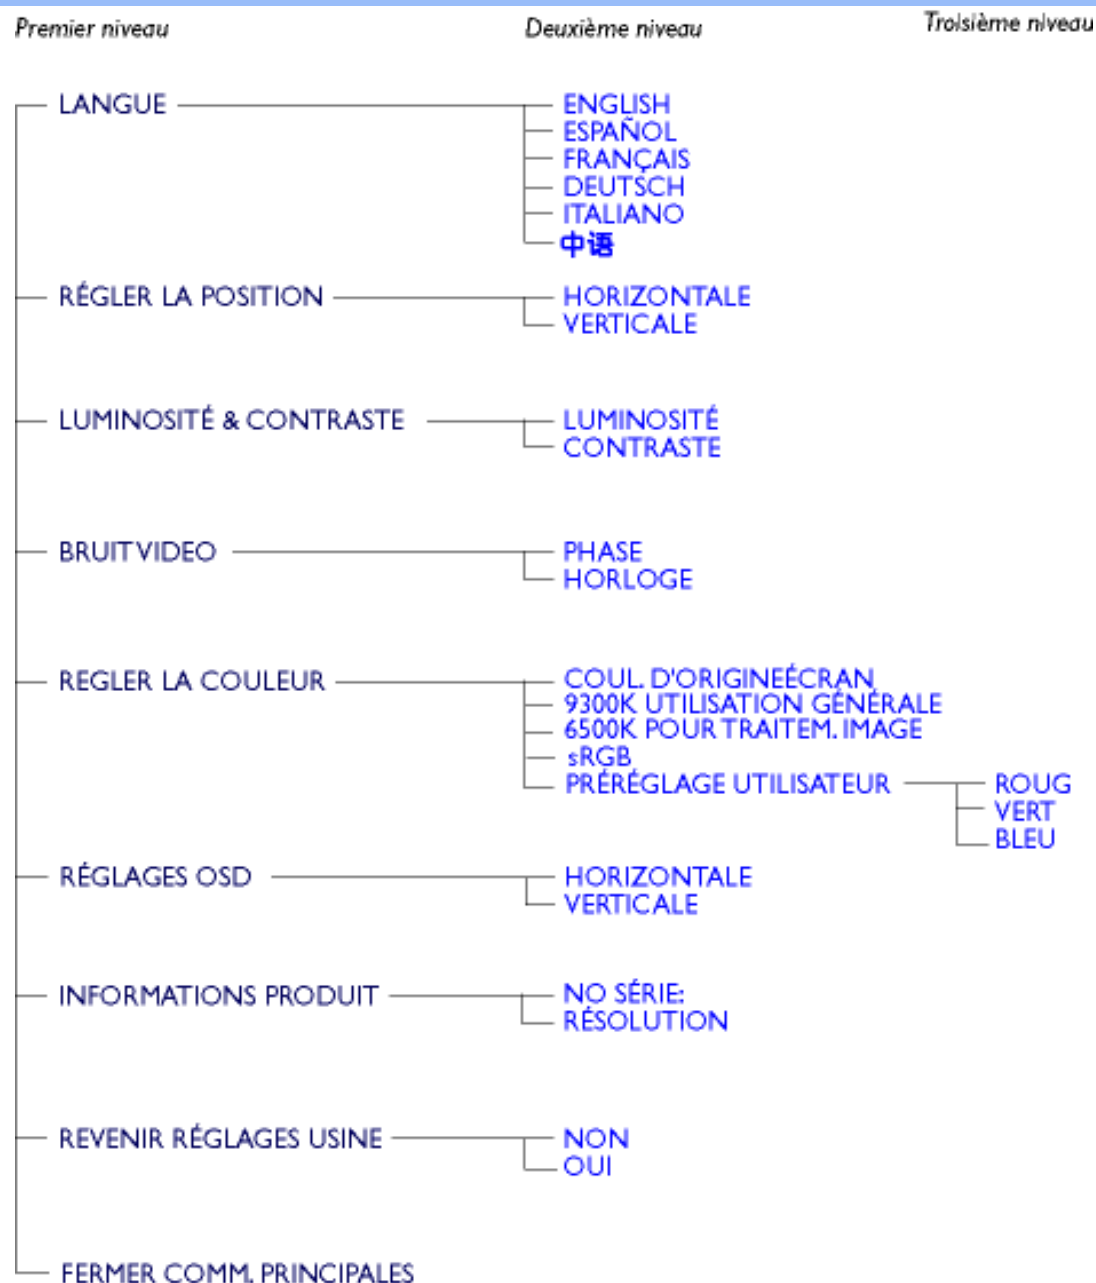 Premier niveau
Deuxième niveau
Troisième niveau
LANGUE
ENGLISH
ESPAÑOL
FRANÇAIS
DEUTSCH
ITALIANO
中语
RÉGLER LA POSITION
HORIZONTALE
VERTICALE
LUMINOSITÉ & CONTRASTE
LUMINOSITÉ
CONTRASTE
BRUIT VIDEO
PHASE
HORLOGE
REGLER LA COULEUR
COUL. D'ORIGINEÉCRAN
9300K UTILISATION GÉNÉRALE
6500K POUR TRAITEM. IMAGE
sRGB
PRÉRÉGLAGE UTILISATEUR
ROUG
VERT
BLEU
RÉGLAGES OSD
HORIZONTALE
VERTICALE
INFORMATIONS PRODUIT
NO SÉRIE:
RÉSOLUTION
REVENIR RÉGLAGES USINE
NON
OUI
FERMER COMM. PRINCIPALES